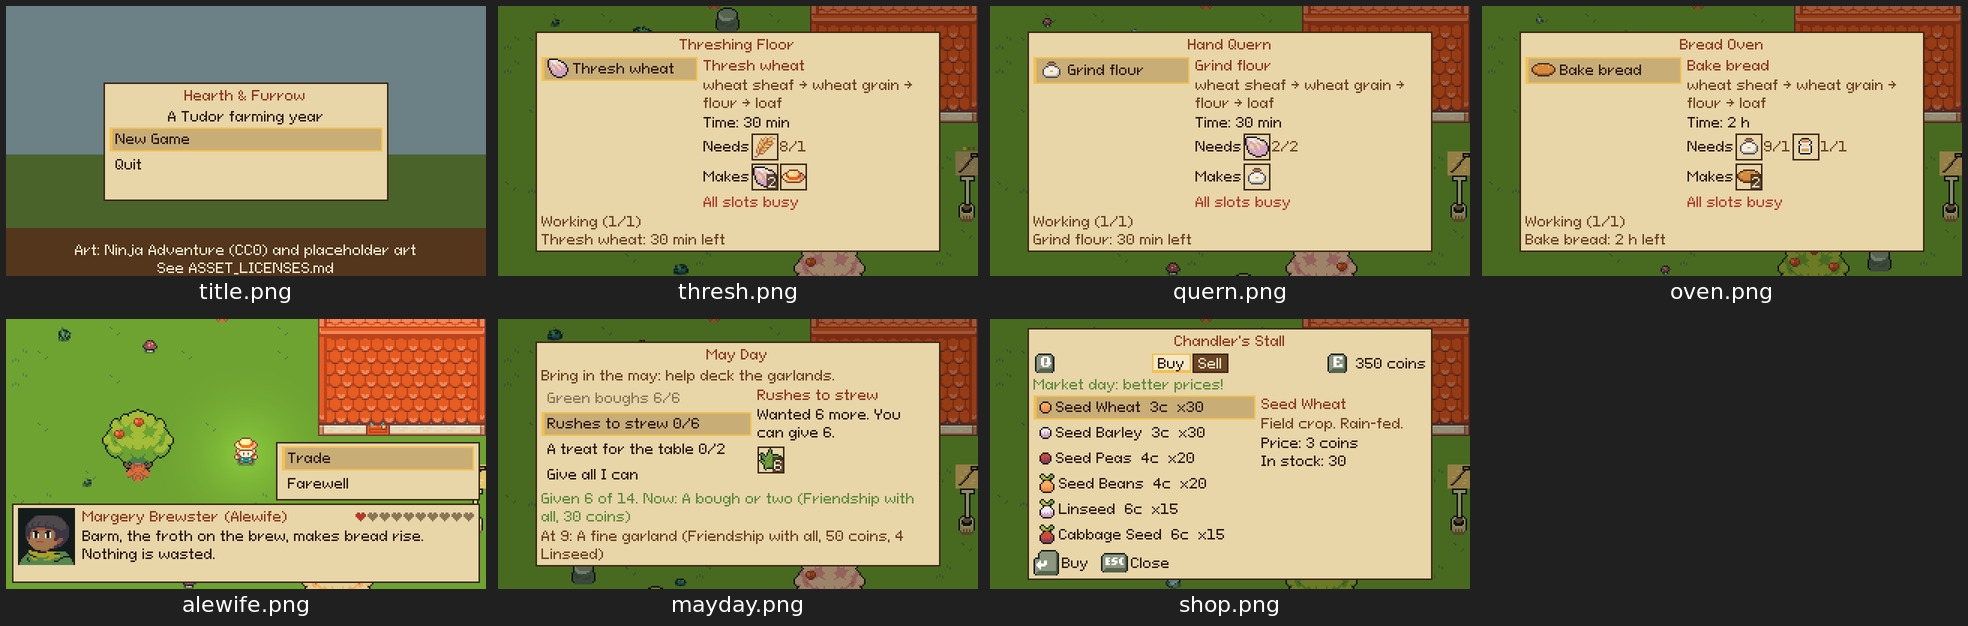 Hearth & Furrow
A Tudor farming year
New Game
Quit
Art: Ninja Adventure (CC0) and placeholder art
See ASSET_LICENSES.md
title.png
Threshing Floor
Thresh wheat
Thresh wheat
wheat sheaf → wheat grain →
flour → loaf
Time: 30 min
Needs 8/1
Makes 2
All slots busy
Working (1/1)
Thresh wheat: 30 min left
thresh.png
Hand Quern
Grind flour
Grind flour
wheat sheaf → wheat grain →
flour → loaf
Time: 30 min
Needs 2/2
Makes
All slots busy
Working (1/1)
Grind flour: 30 min left
quern.png
Bread Oven
Bake bread
Bake bread
wheat sheaf → wheat grain →
flour → loaf
Time: 2 h
Needs 9/1 1/1
Makes 2
All slots busy
Working (1/1)
Bake bread: 2 h left
oven.png
Trade
Farewell
Margery Brewster (Alewife)
Barm, the froth on the brew, makes bread rise.
Nothing is wasted.
alewife.png
May Day
Bring in the may: help deck the garlands.
Green boughs 6/6
Rushes to strew 0/6
A treat for the table 0/2
Give all I can
Rushes to strew
Wanted 6 more. You
can give 6.
6
Given 6 of 14. Now: A bough or two (Friendship with
all, 30 coins)
At 9: A fine garland (Friendship with all, 50 coins, 4
Linseed)
mayday.png
Chandler's Stall
Q Buy Sell E 350 coins
Market day: better prices!
Seed Wheat 3c x30
Seed Barley 3c x30
Seed Peas 4c x20
Seed Beans 4c x20
Linseed 6c x15
Cabbage Seed 6c x15
Seed Wheat
Field crop. Rain-fed.
Price: 3 coins
In stock: 30
Buy ESC Close
shop.png